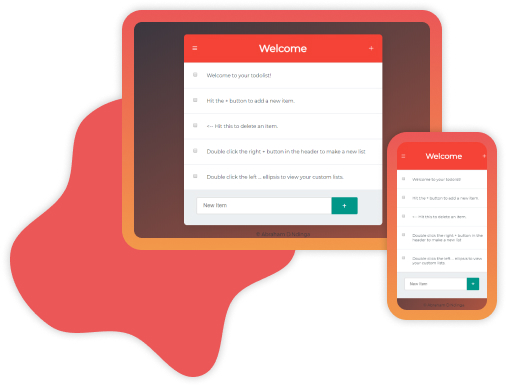 Welcome
Welcome to your todolist!
Hit the + button to add a new item.
<-- Hit this to delete an item.
Double click the right + button in the header to make a new list
Double click the left ... ellipsis to view your custom lists.
New Item
+
Welcome
Welcome to your todolist!
Hit the + button to add a new item.
<-- Hit this to delete an item.
Double click the right + button in the
header to make a new list
Double click the left ... ellipsis to view
your custom lists.
New Item
+